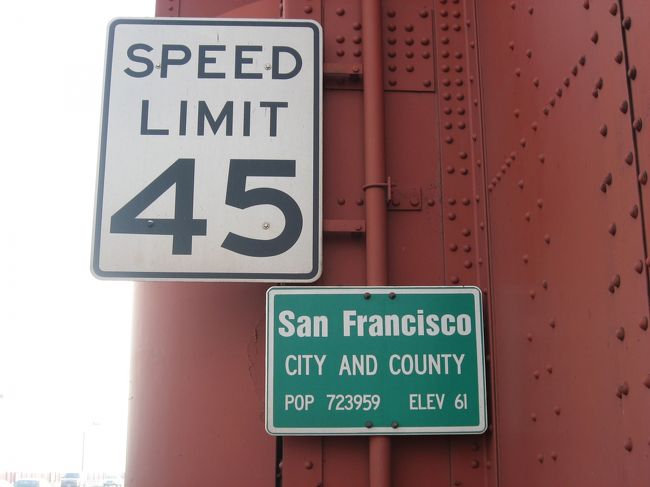 SPEED
LIMIT
45
San Francisco
CITY AND COUNTY
POP 723959 ELEV 61